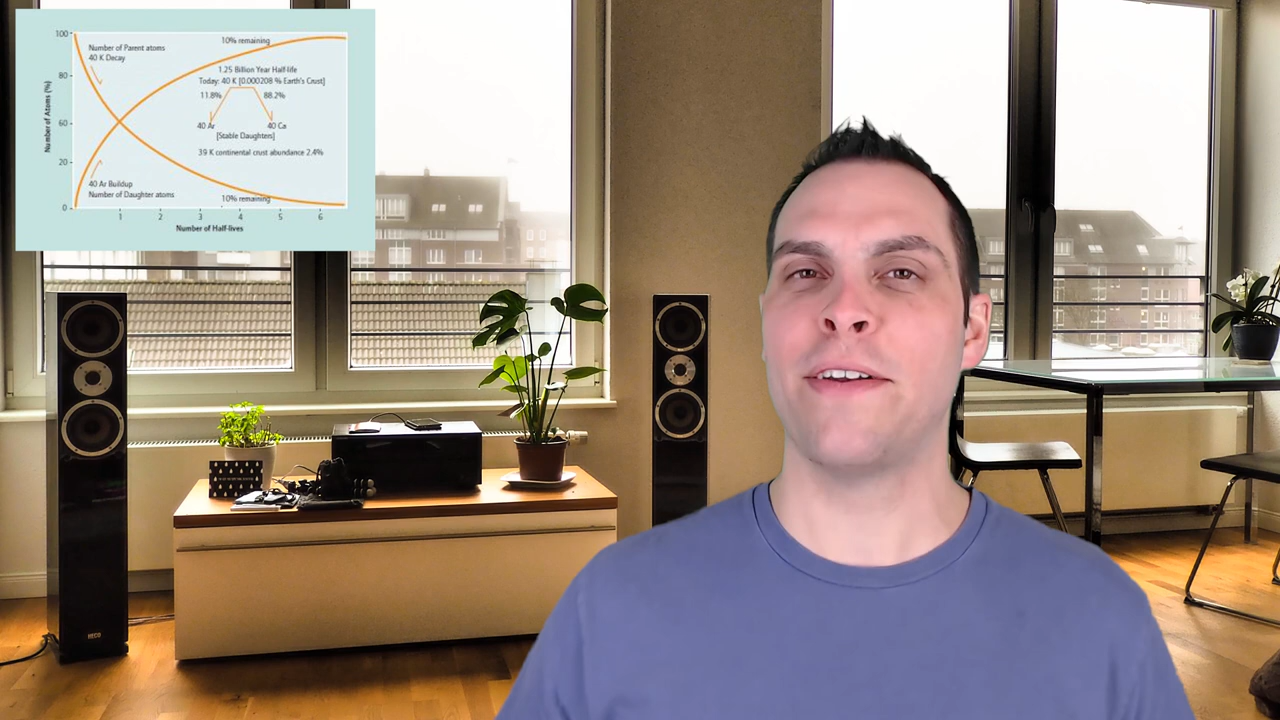 100
10% remaining
Number of Parent atoms
40 K Decay
1.25 Billion Year Half-life
80
Today: 40 K [0.000208 % Earth's Crust]
11.8%
88.2%
Number of Atoms (%)
60
40 Ar
40 Ca
[Stable Daughters]
39 K continental crust abundance 2.4%
20
40 Ar Buildup
Number of Daughter atoms
10% remaining
0
1 2 3 4 5 6
Number of Half-lives
HECO